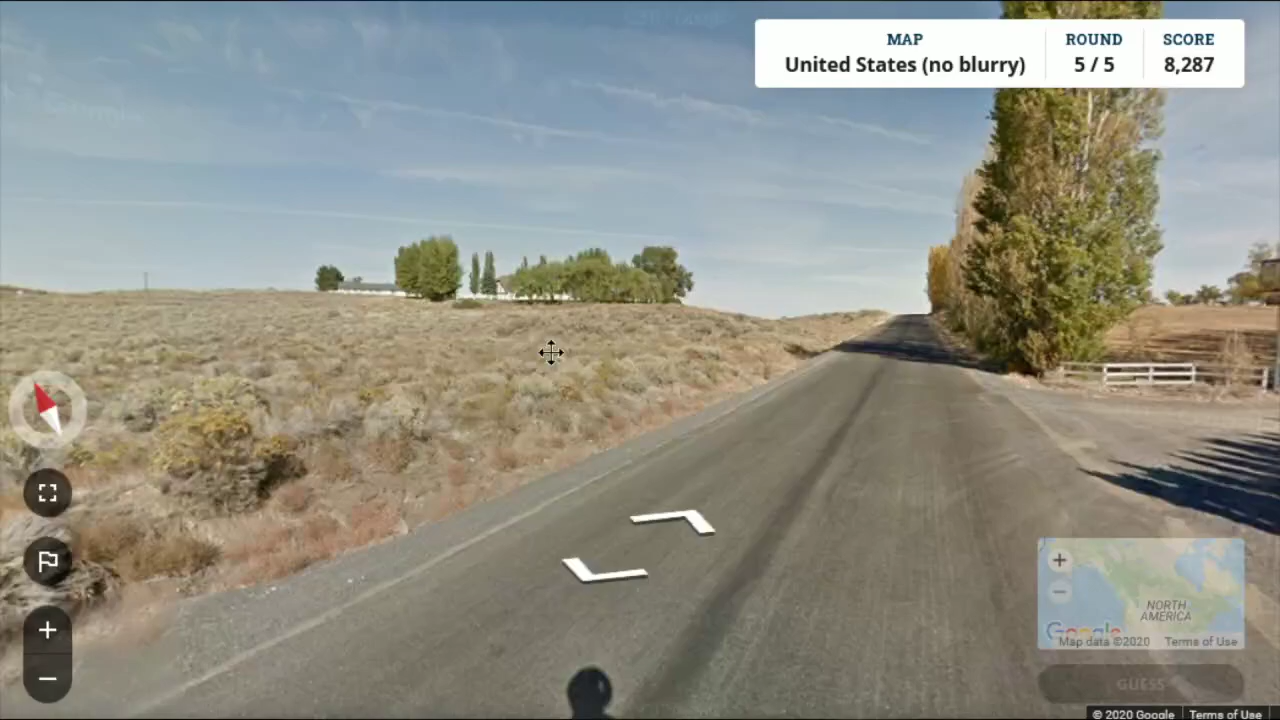 MAP ROUND SCORE
United States (no blurry) 5 / 5 8,287
NORTH
AMERICA
Google
Map data ©2020 Terms of Use
GUESS
© 2020 Google Terms of Use